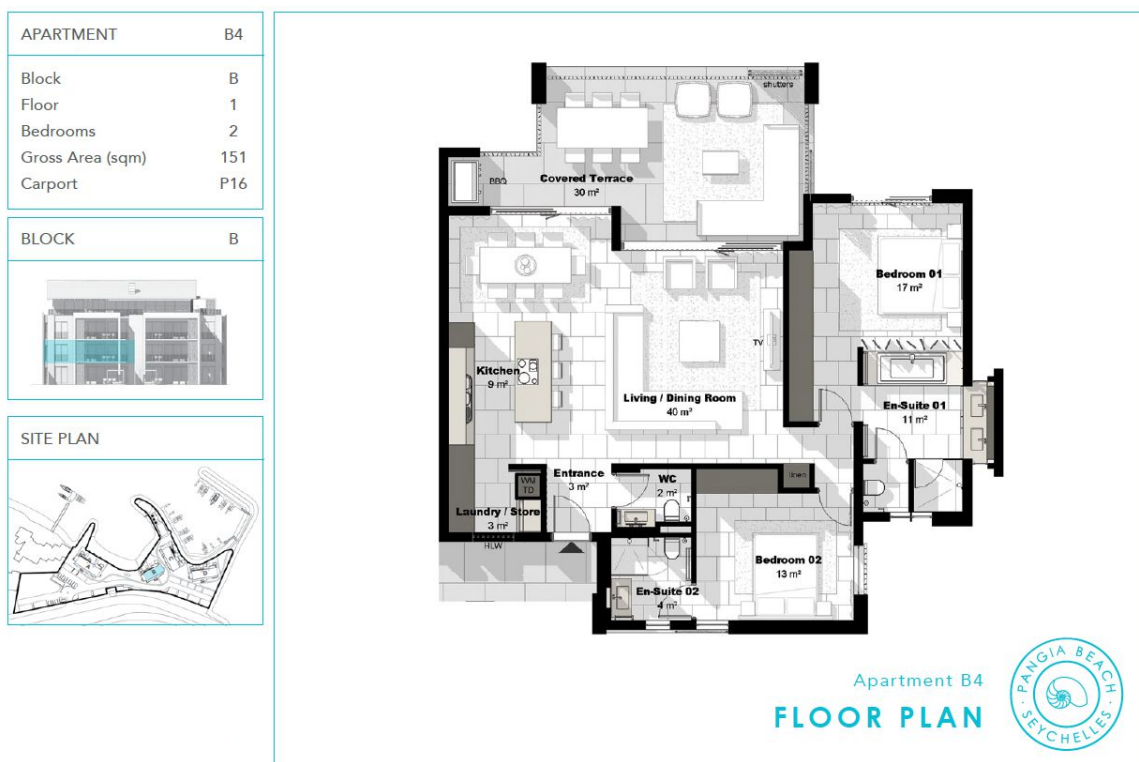 APARTMENT B4
Block B
Floor 1
Bedrooms 2
Gross Area (sqm) 151
Carport P16
BLOCK B
SITE PLAN
shutters
BBQ
Covered Terrace
30 m²
Bedroom 01
17 m²
TV
Kitchen
9 m²
Living / Dining Room
40 m²
En-Suite 01
11 m²
Entrance
3 m²
WC
2 m²
linen
WM
TD
Laundry / Store
3 m²
HLW
Bedroom 02
13 m²
En-Suite 02
4 m²
Apartment B4
FLOOR PLAN
PANGIA BEACH
SEYCHELLES